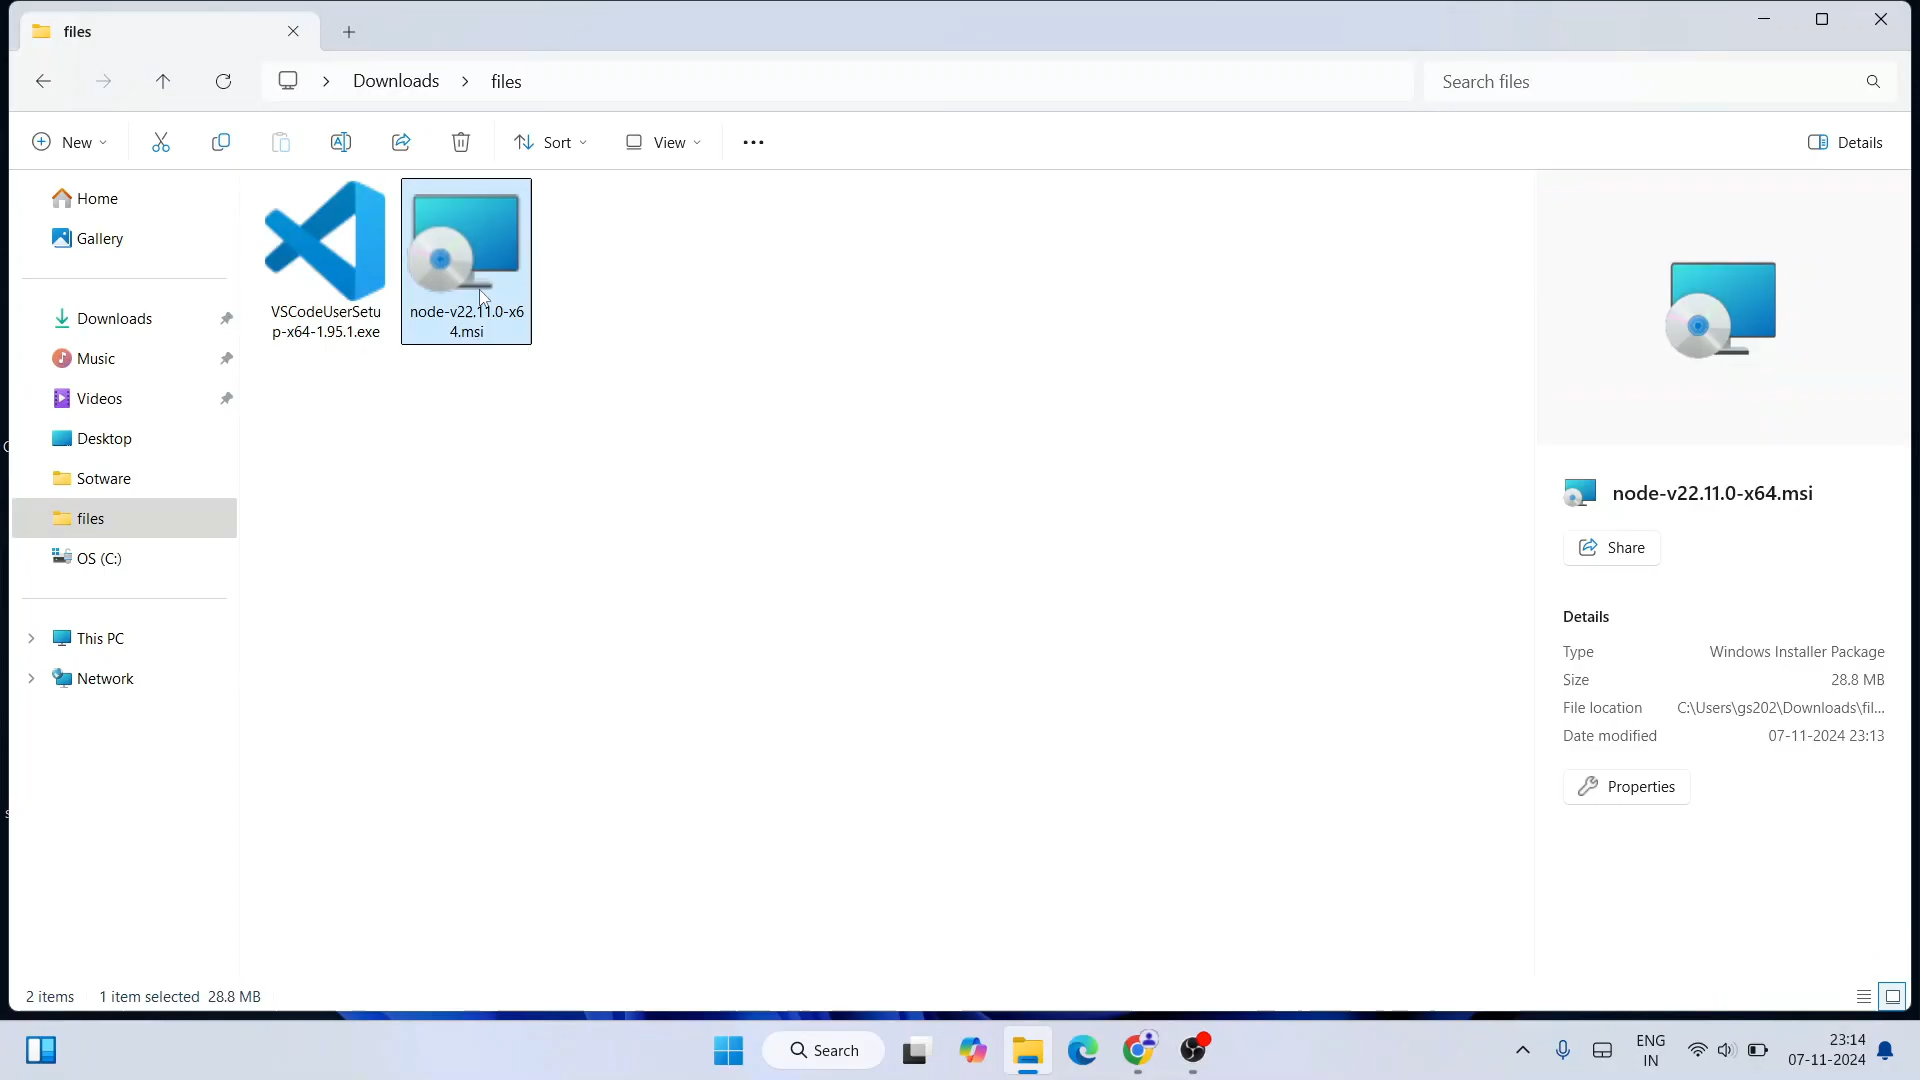 files
Downloads
files
Search files
New
Sort
View
Details
Home
Gallery
Downloads
Music
Videos
Desktop
Sotware
files
OS (C:)
This PC
Network
VSCodeUserSetu
p-x64-1.95.1.exe
node-v22.11.0-x6
4.msi
node-v22.11.0-x64.msi
Share
Details
Type Windows Installer Package
Size 28.8 MB
File location C:\Users\gs202\Downloads\fil...
Date modified 07-11-2024 23:13
Properties
2 items 1 item selected 28.8 MB
Search
ENG
IN
23:14
07-11-2024